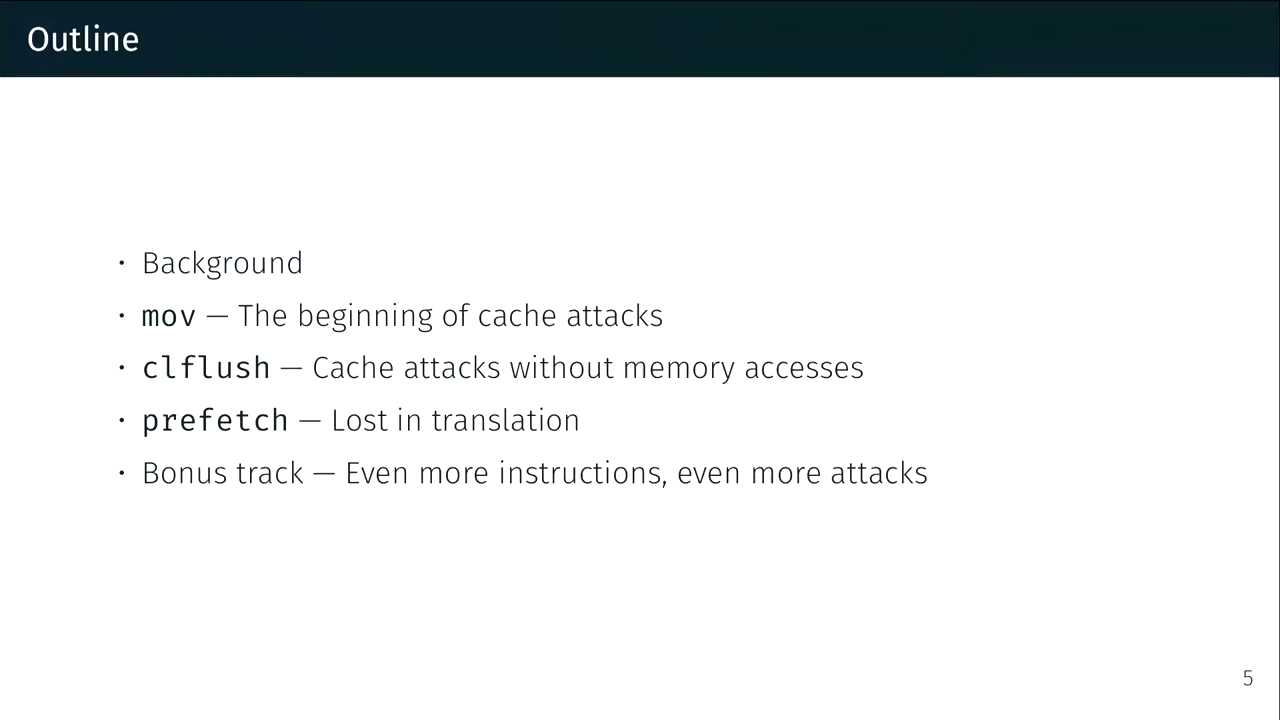 Outline
· Background
· mov — The beginning of cache attacks
· clflush — Cache attacks without memory accesses
· prefetch — Lost in translation
· Bonus track — Even more instructions, even more attacks
5